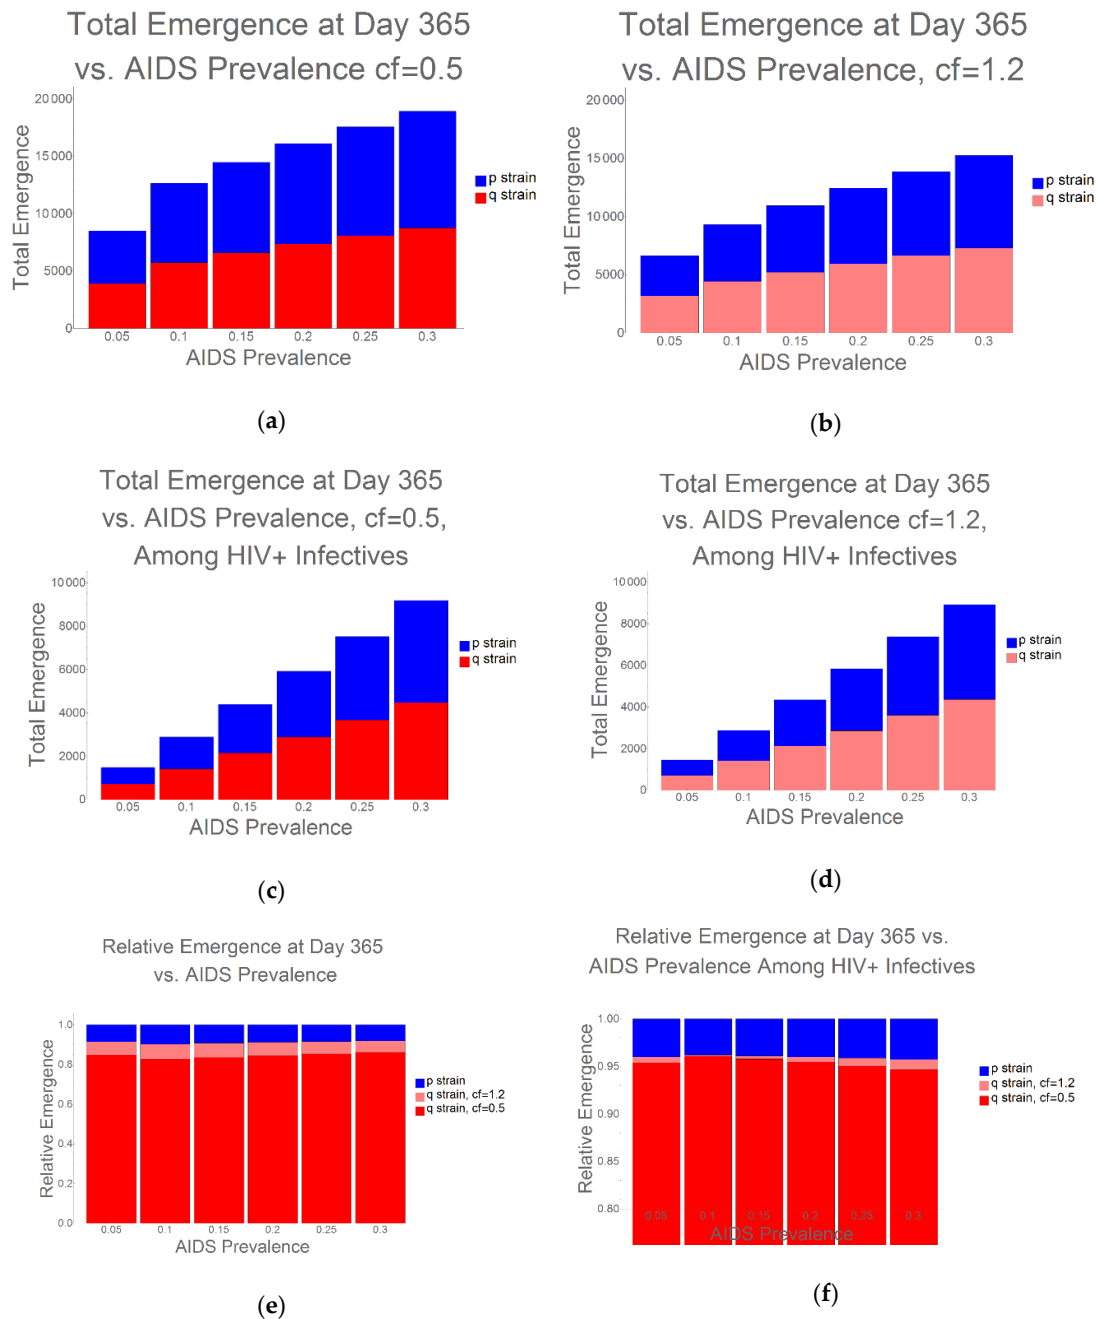 Total Emergence at Day 365
vs. AIDS Prevalence cf=0.5
Total Emergence
20000
15000
10000
5000
0
0.05 0.1 0.15 0.2 0.25 0.3
AIDS Prevalence
p strain
q strain
(a)
Total Emergence at Day 365
vs. AIDS Prevalence, cf=1.2
Total Emergence
20000
15000
10000
5000
0
0.05 0.1 0.15 0.2 0.25 0.3
AIDS Prevalence
p strain
q strain
(b)
Total Emergence at Day 365
vs. AIDS Prevalence, cf=0.5,
Among HIV+ Infectives
Total Emergence
10000
8000
6000
4000
2000
0
0.05 0.1 0.15 0.2 0.25 0.3
AIDS Prevalence
p strain
q strain
(c)
Total Emergence at Day 365
vs. AIDS Prevalence cf=1.2,
Among HIV+ Infectives
Total Emergence
10000
8000
6000
4000
2000
0
0.05 0.1 0.15 0.2 0.25 0.3
AIDS Prevalence
p strain
q strain
(d)
Relative Emergence at Day 365
vs. AIDS Prevalence
Relative Emergence
1.0
0.8
0.6
0.4
0.2
0.0
0.05 0.1 0.15 0.2 0.25 0.3
AIDS Prevalence
p strain
q strain, cf=1.2
q strain, cf=0.5
(e)
Relative Emergence at Day 365 vs.
AIDS Prevalence Among HIV+ Infectives
Relative Emergence
1.00
0.95
0.90
0.85
0.80
0.05 0.1 0.15 0.2 0.25 0.3
AIDS Prevalence
p strain
q strain, cf=1.2
q strain, cf=0.5
(f)